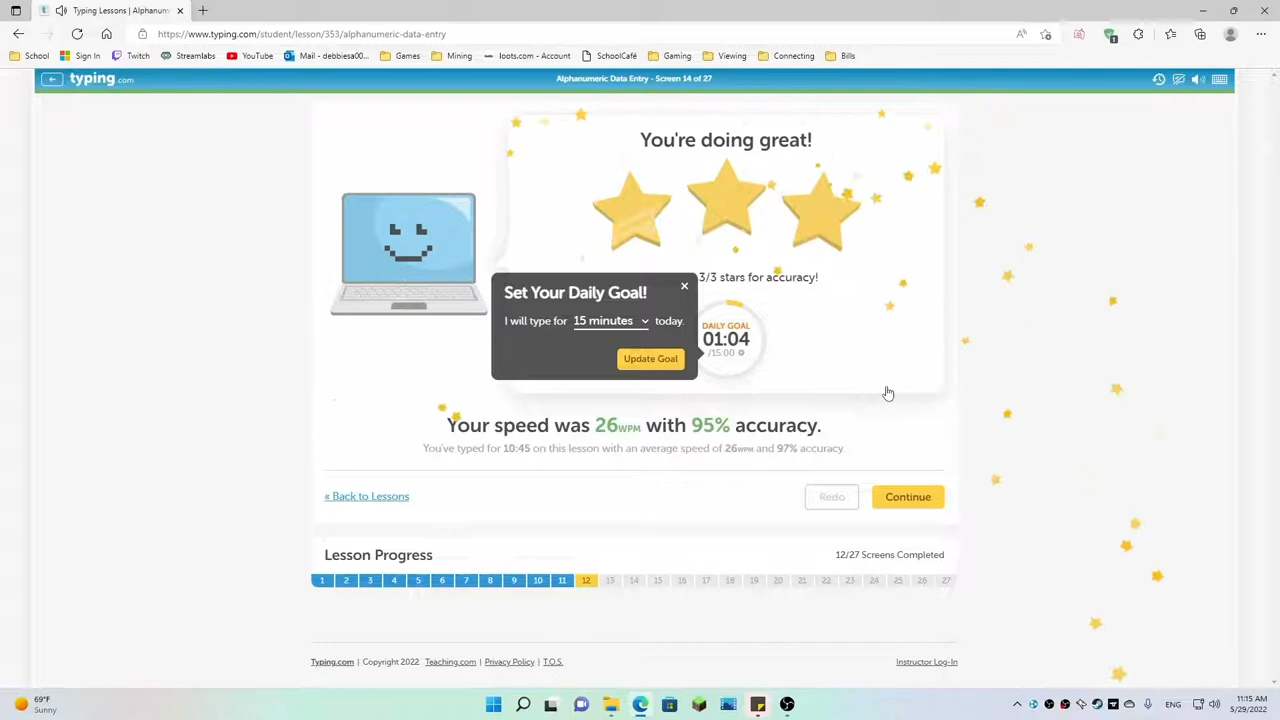 Typing Lessons | Alphanum
https://www.typing.com/student/lesson/353/alphanumeric-data-entry
School Sign In Twitch Streamlabs YouTube Mail - debbiesa00... Games Mining loots.com - Account SchoolCafé Gaming Viewing Connecting Bills
typing.com
Alphanumeric Data Entry - Screen 14 of 27
You're doing great!
3/3 stars for accuracy!
Set Your Daily Goal!
I will type for 15 minutes today.
Update Goal
DAILY GOAL
01:04
/15:00
Your speed was 26WPM with 95% accuracy.
You've typed for 10:45 on this lesson with an average speed of 26WPM and 97% accuracy.
« Back to Lessons
Redo
Continue
Lesson Progress
12/27 Screens Completed
1 2 3 4 5 6 7 8 9 10 11 12 13 14 15 16 17 18 19 20 21 22 23 24 25 26 27
Typing.com | Copyright 2022 Teaching.com | Privacy Policy | T.O.S.
Instructor Log-In
69°F
Sunny
ENG
11:15 AM
5/29/2022